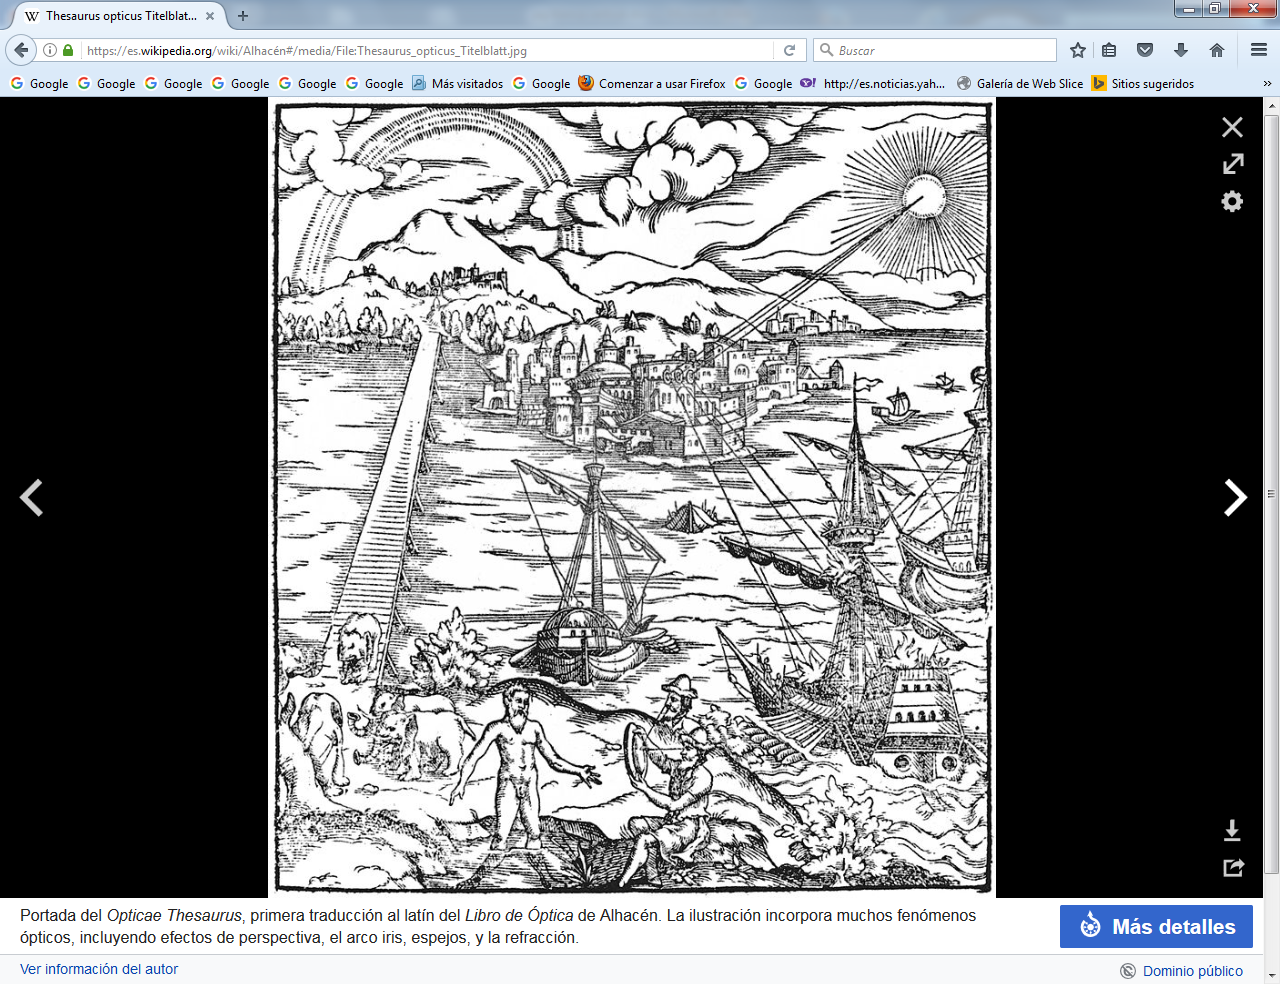 Thesaurus opticus Titelblat...
https://es.wikipedia.org/wiki/Alhacén#/media/File:Thesaurus_opticus_Titelblatt.jpg
Buscar
Google Google Google Google Google Google Más visitados Google Comenzar a usar Firefox Google http://es.noticias.yah... Galería de Web Slice Sitios sugeridos »
Portada del Opticae Thesaurus, primera traducción al latín del Libro de Óptica de Alhacén. La ilustración incorpora muchos fenómenos
ópticos, incluyendo efectos de perspectiva, el arco iris, espejos, y la refracción.
Más detalles
Ver información del autor
Dominio público